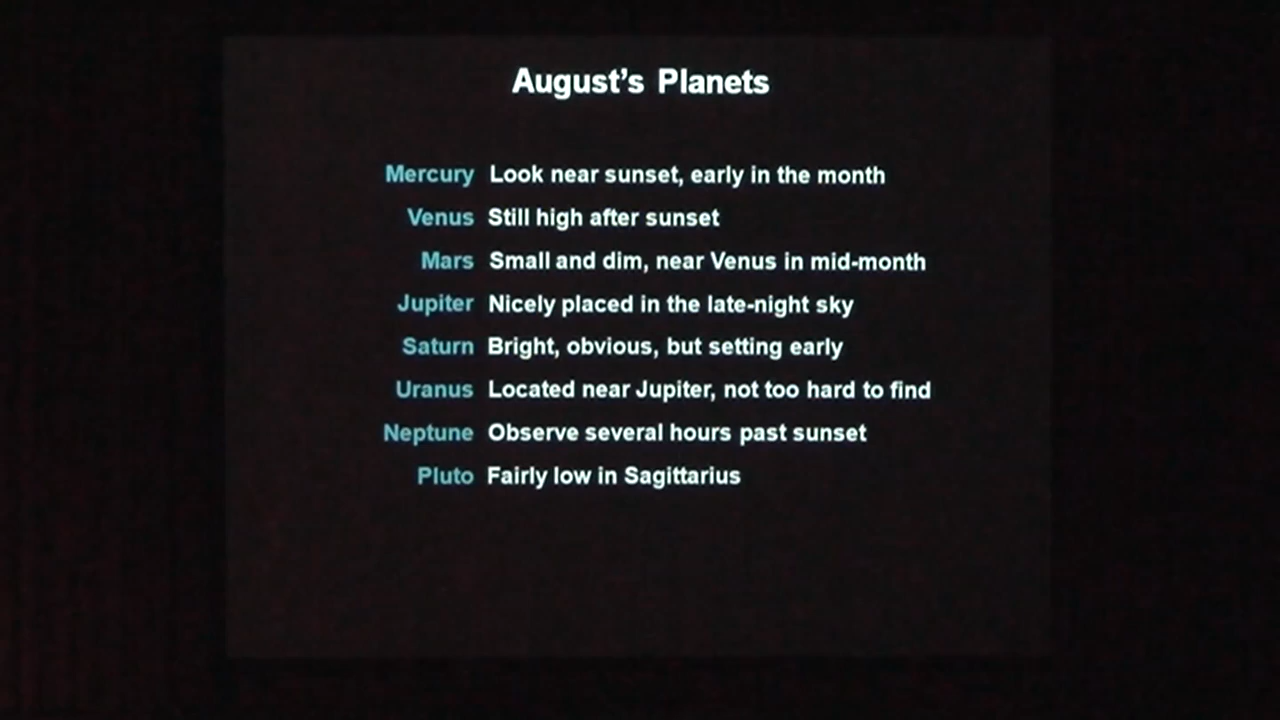 August’s Planets
Mercury Look near sunset, early in the month
Venus Still high after sunset
Mars Small and dim, near Venus in mid-month
Jupiter Nicely placed in the late-night sky
Saturn Bright, obvious, but setting early
Uranus Located near Jupiter, not too hard to find
Neptune Observe several hours past sunset
Pluto Fairly low in Sagittarius